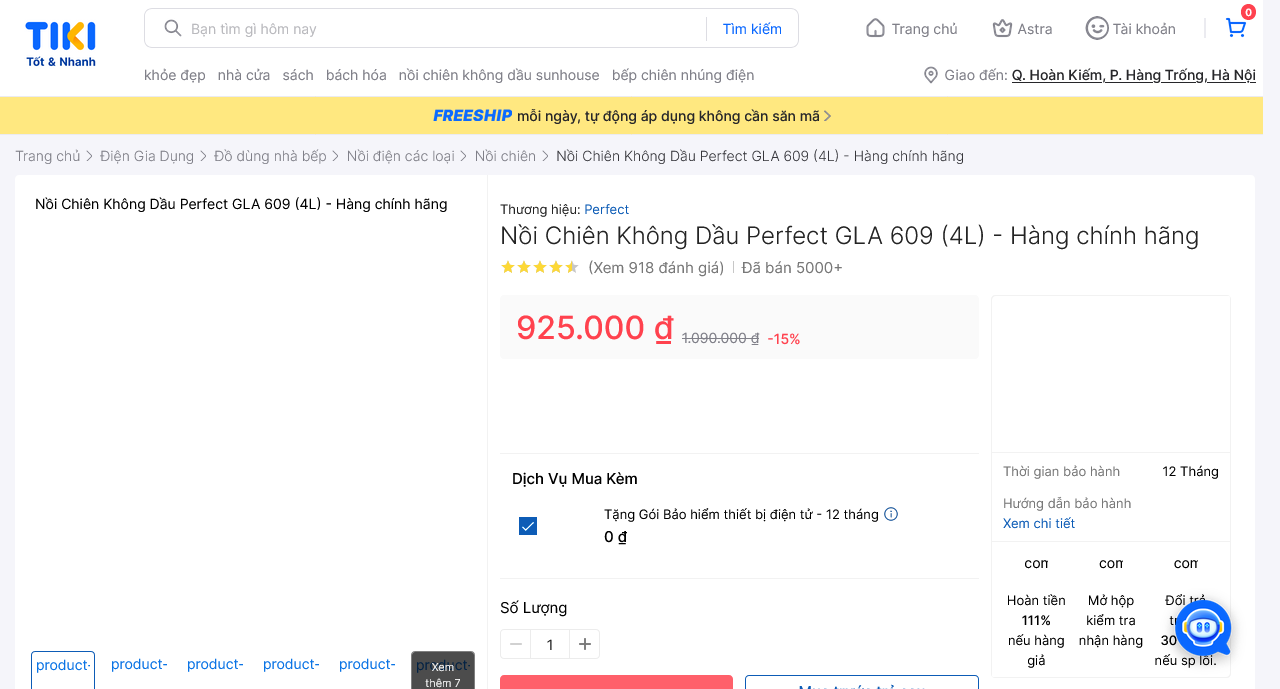 TIKI
Tốt & Nhanh
Bạn tìm gì hôm nay
Tìm kiếm
Trang chủ
Astra
Tài khoản
0
khỏe đẹp
nhà cửa
sách
bách hóa
nồi chiên không dầu sunhouse
bếp chiên nhúng điện
Giao đến: Q. Hoàn Kiếm, P. Hàng Trống, Hà Nội
FREESHIP mỗi ngày, tự động áp dụng không cần săn mã
Trang chủ > Điện Gia Dụng > Đồ dùng nhà bếp > Nồi điện các loại > Nồi chiên > Nồi Chiên Không Dầu Perfect GLA 609 (4L) - Hàng chính hãng
Nồi Chiên Không Dầu Perfect GLA 609 (4L) - Hàng chính hãng
product-
product-
product-
product-
product-
Xem
thêm 7
Thương hiệu: Perfect
Nồi Chiên Không Dầu Perfect GLA 609 (4L) - Hàng chính hãng
(Xem 918 đánh giá)
Đã bán 5000+
925.000 ₫
1.090.000 ₫
-15%
Dịch Vụ Mua Kèm
Tặng Gói Bảo hiểm thiết bị điện tử - 12 tháng
0 ₫
Số Lượng
1
Thời gian bảo hành
12 Tháng
Hướng dẫn bảo hành
Xem chi tiết
com
com
com
Hoàn tiền
111%
nếu hàng
giả
Mở hộp
kiểm tra
nhận hàng
Đổi trả
30
nếu sp lỗi.